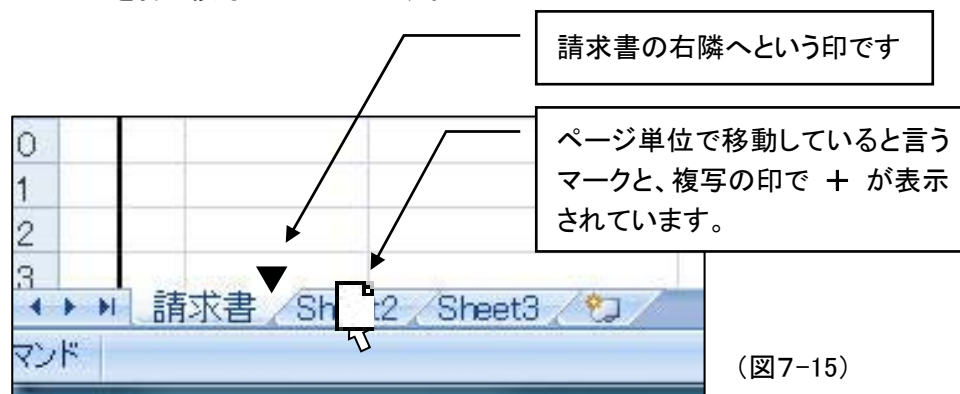 請求書の右隣へという印です
ページ単位で移動していると言う
マークと、複写の印で ＋ が表示
されています。
0
1
2
3
請求書 Sh t2 Sheet3
マンド
（図7-15）